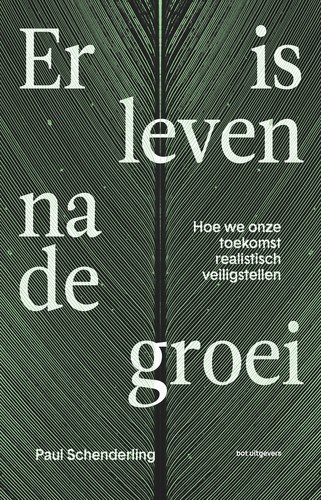 Er is
leven
na
de
groei
Hoe we onze
toekomst
realistisch
veiligstellen
Paul Schenderling
bot uitgevers